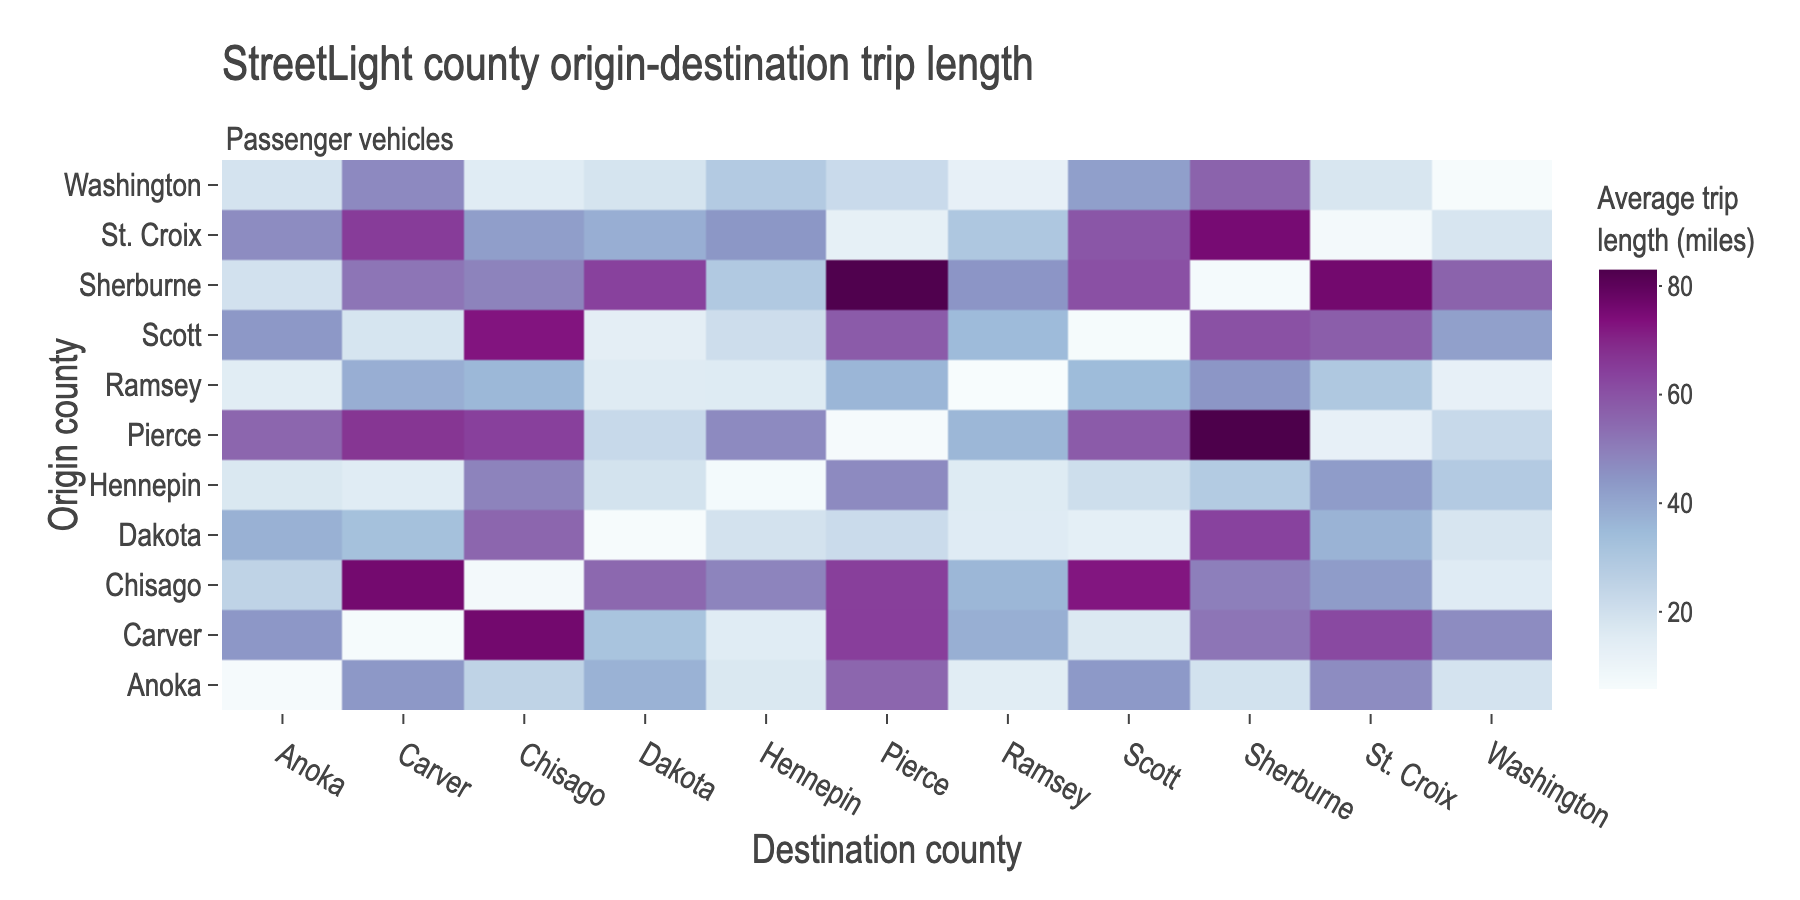 StreetLight county origin-destination trip length
Passenger vehicles
Origin county
Washington
St. Croix
Sherburne
Scott
Ramsey
Pierce
Hennepin
Dakota
Chisago
Carver
Anoka
Anoka
Carver
Chisago
Dakota
Hennepin
Pierce
Ramsey
Scott
Sherburne
St. Croix
Washington
Destination county
Average trip
length (miles)
80
60
40
20